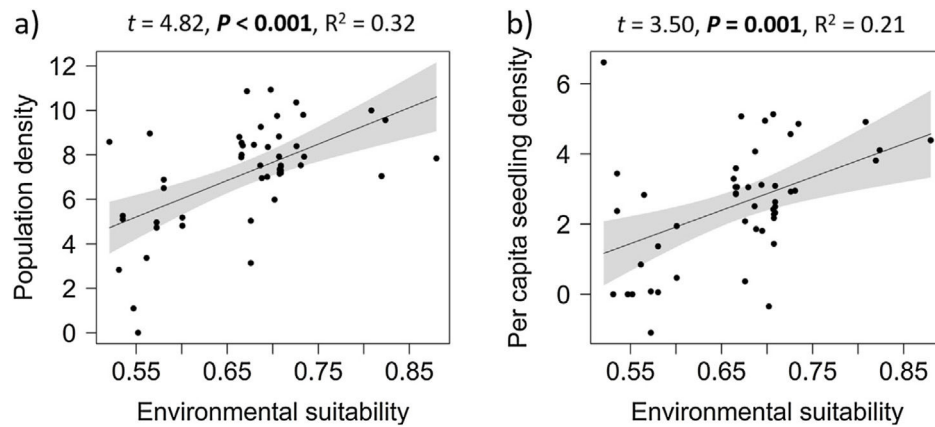 a) t = 4.82, P < 0.001, R² = 0.32
Population density
12
10
8
6
4
2
0
0.55 0.65 0.75 0.85
Environmental suitability
b) t = 3.50, P = 0.001, R² = 0.21
Per capita seedling density
6
4
2
0
0.55 0.65 0.75 0.85
Environmental suitability